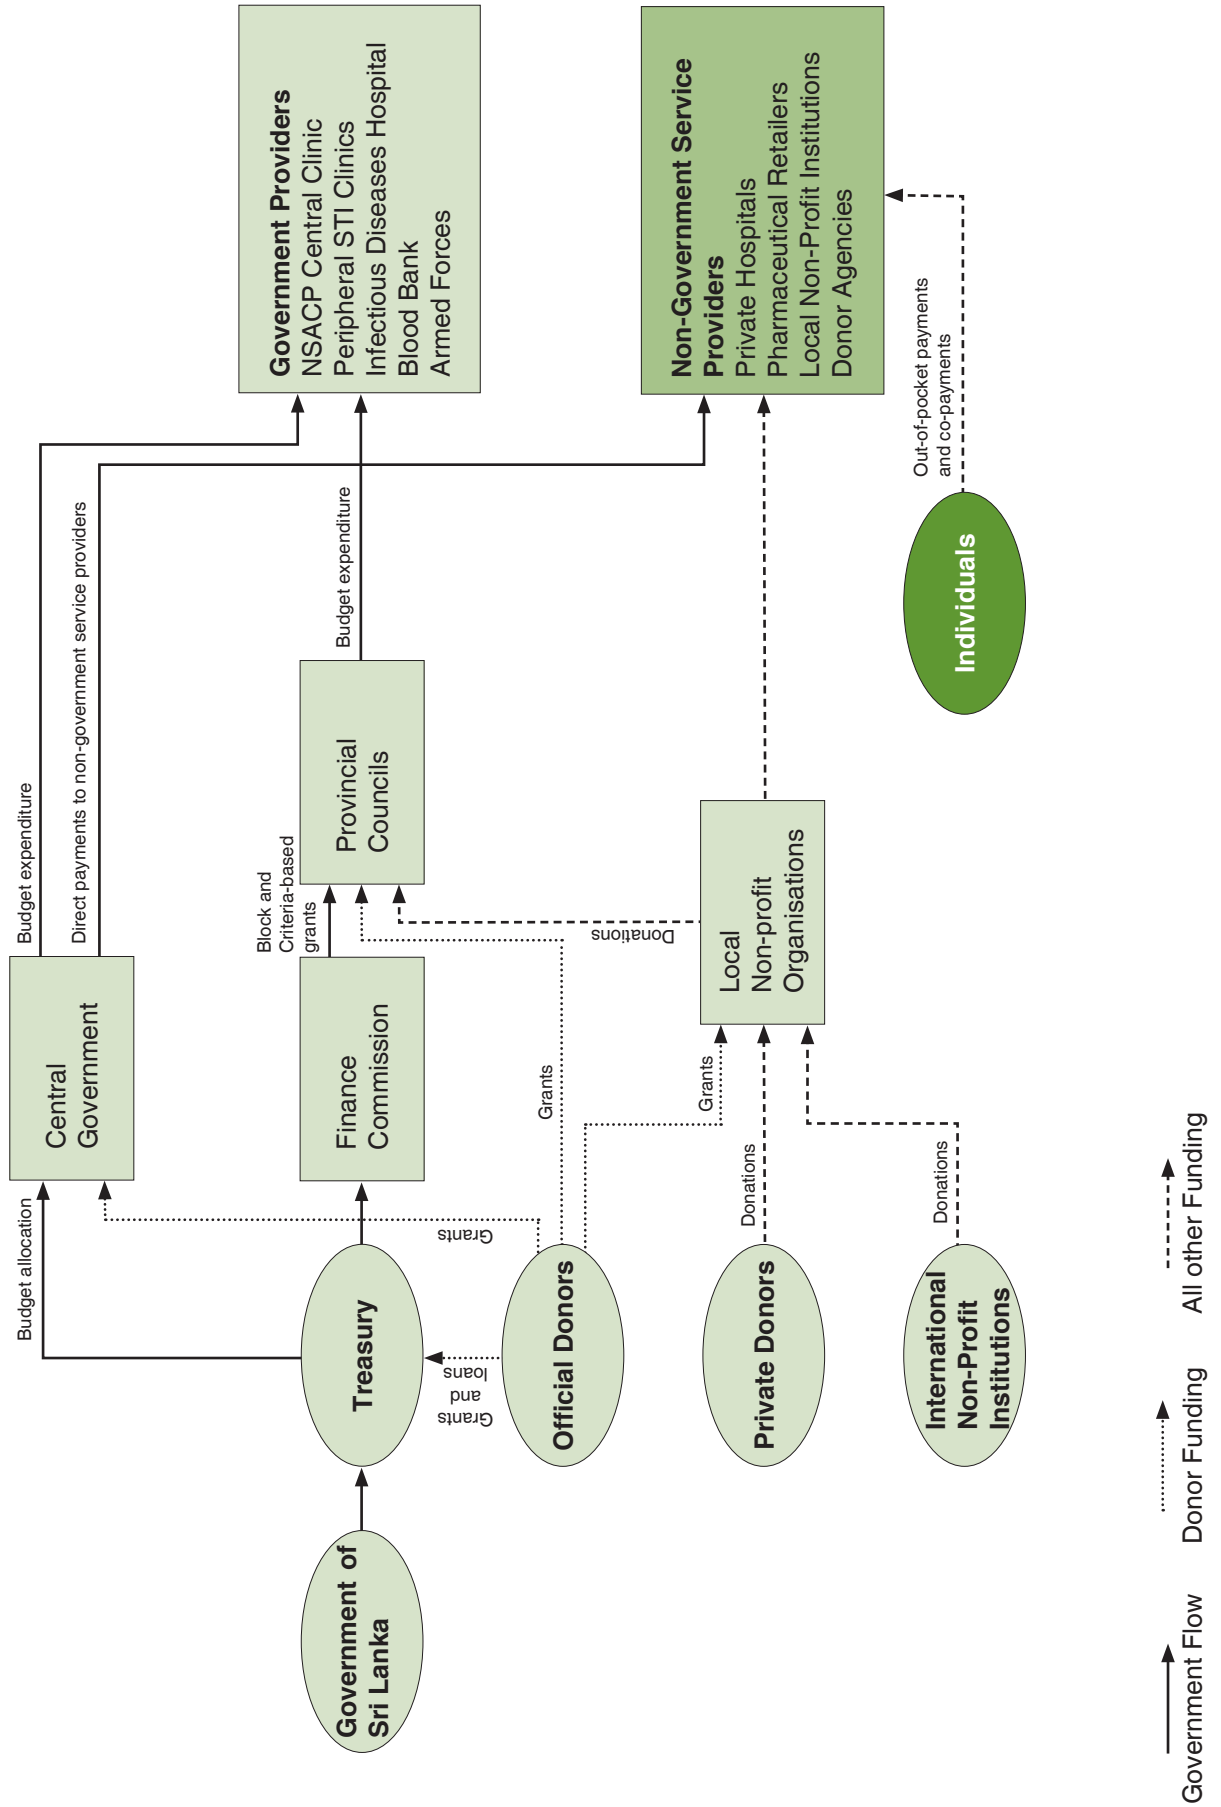 Budget allocation
Central
Government
Budget expenditure
Direct payments to non-government service providers
Government Providers
NSACP Central Clinic
Peripheral STI Clinics
Infectious Diseases Hospital
Blood Bank
Armed Forces
Government of
Sri Lanka
Treasury
Finance
Commission
Block and
Criteria-based
grants
Provincial
Councils
Budget expenditure
Grants
and
loans
Grants
Official Donors
Grants
Donations
Grants
Private Donors
Donations
Local
Non-profit
Organisations
Non-Government Service
Providers
Private Hospitals
Pharmaceutical Retailers
Local Non-Profit Institutions
Donor Agencies
International
Non-Profit
Institutions
Donations
Individuals
Out-of-pocket payments
and co-payments
Government Flow
Donor Funding
All other Funding